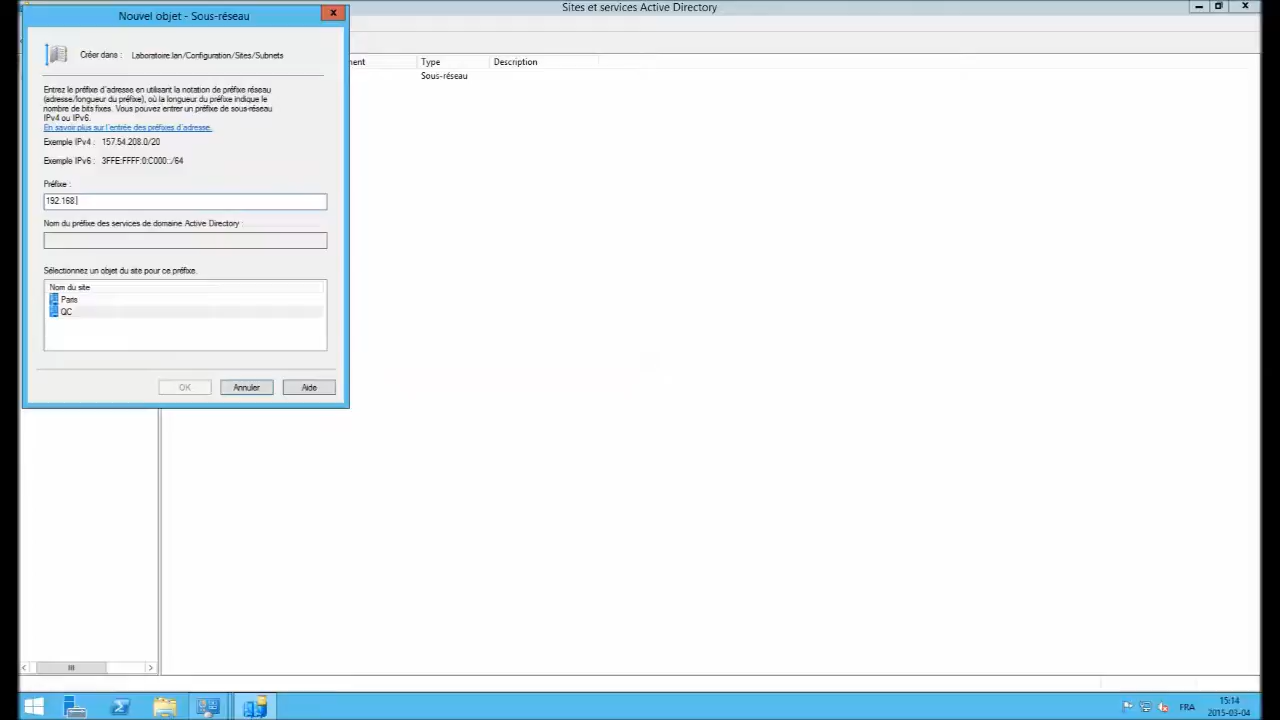 Nouvel objet - Sous-réseau
Sites et services Active Directory
Créer dans : Laboratoire.lan/Configuration/Sites/Subnets
Type
Description
Sous-réseau
Entrez le préfixe d'adresse en utilisant la notation de préfixe réseau
(adresse/longueur du préfixe), où la longueur du préfixe indique le
nombre de bits fixes. Vous pouvez entrer un préfixe de sous-réseau
IPv4 ou IPv6.
En savoir plus sur l'entrée des préfixes d'adresse.
Exemple IPv4 : 157.54.208.0/20
Exemple IPv6 : 3FFE:FFFF:0:C000::/64
Préfixe :
192.168
Nom du préfixe des services de domaine Active Directory :
Sélectionnez un objet du site pour ce préfixe.
Nom du site
Paris
QC
OK
Annuler
Aide
FRA
15:14
2015-03-04